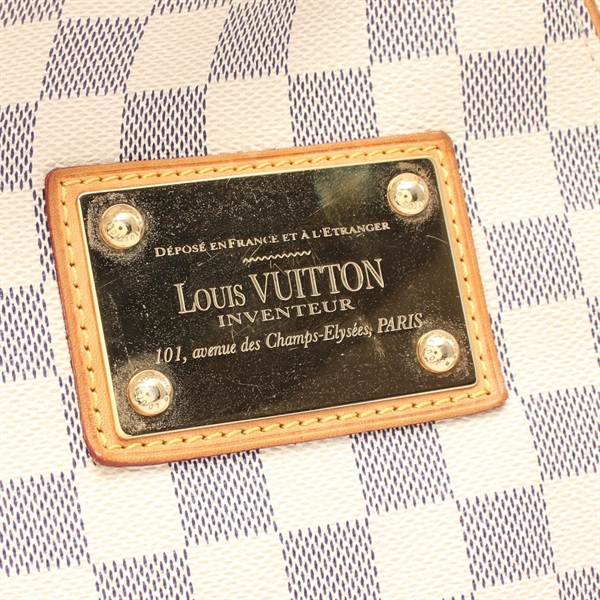 DÉPOSÉ EN FRANCE ET À L'ETRANGER
LOUIS VUITTON
INVENTEUR
101, avenue des Champs-Elysées, PARIS